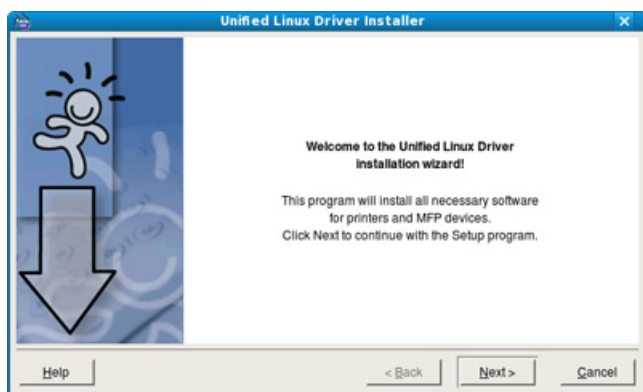 Unified Linux Driver Installer
Welcome to the Unified Linux Driver
installation wizard!
This program will install all necessary software
for printers and MFP devices.
Click Next to continue with the Setup program.
Help
< Back
Next >
Cancel